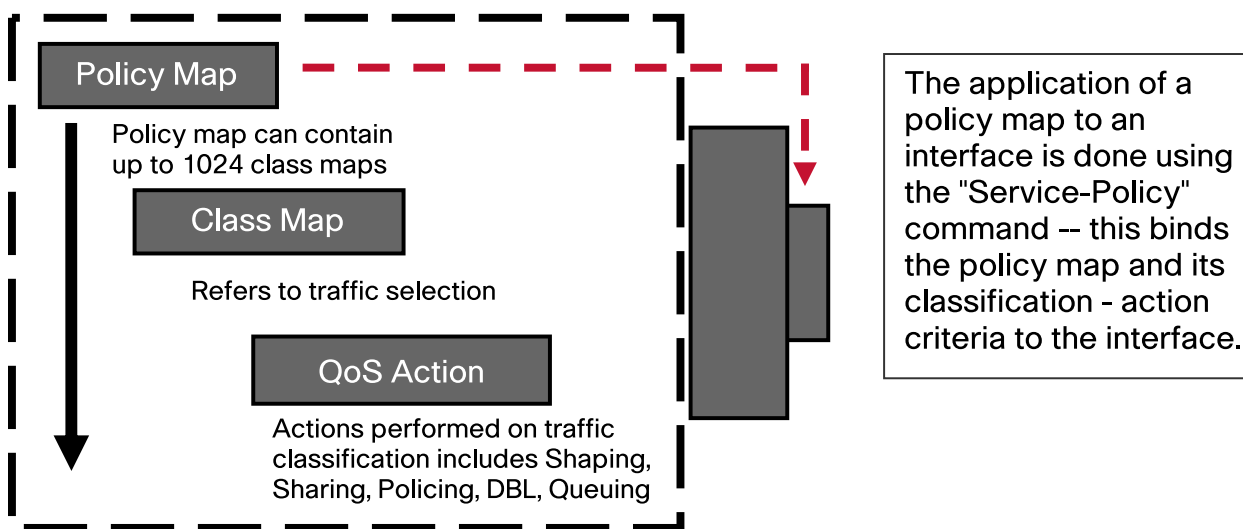 Policy Map
Policy map can contain
up to 1024 class maps
Class Map
Refers to traffic selection
QoS Action
Actions performed on traffic
classification includes Shaping,
Sharing, Policing, DBL, Queuing
The application of a
policy map to an
interface is done using
the "Service-Policy"
command -- this binds
the policy map and its
classification - action
criteria to the interface.